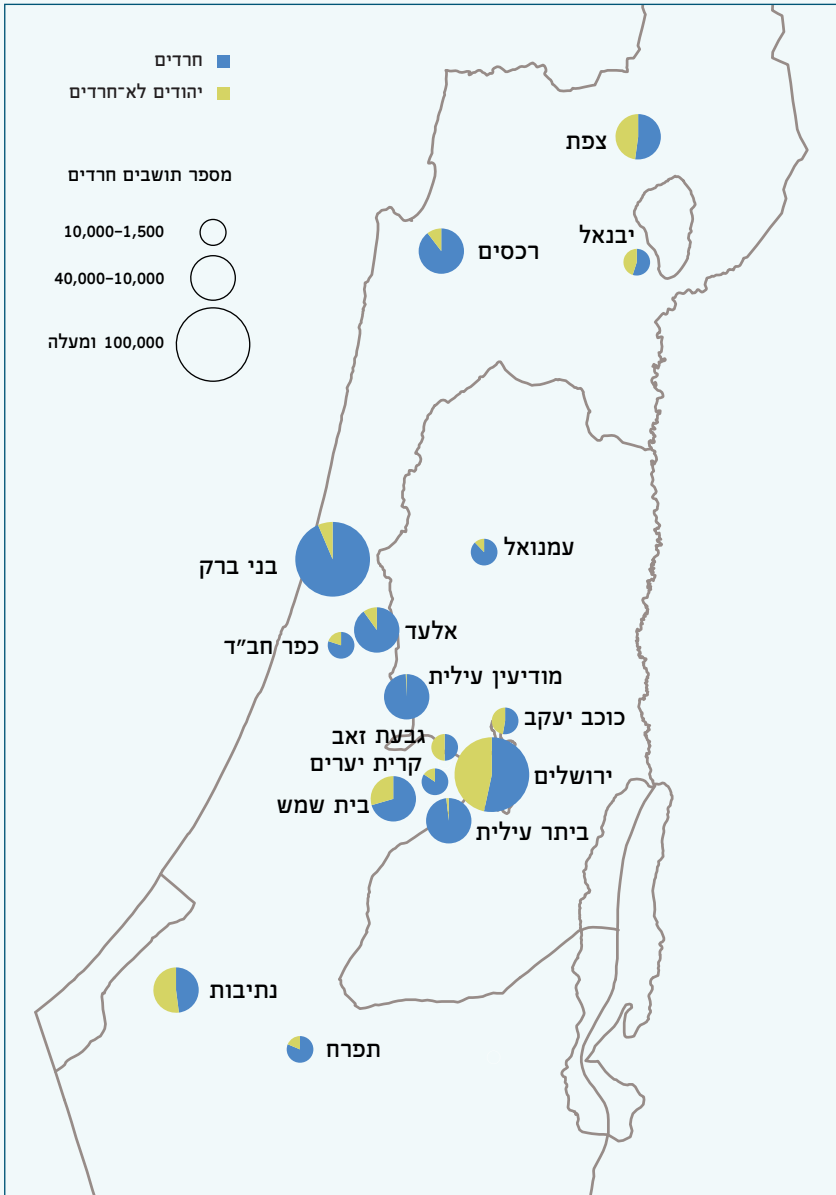 חרדים
יהודים לא־חרדים
מספר תושבים חרדים
10,000–1,500
40,000–10,000
100,000 ומעלה
צפת
יבנאל
רכסים
עמנואל
בני ברק
אלעד
כפר חב"ד
מודיעין עילית
כוכב יעקב
גבעת זאב
קרית יערים
ירושלים
בית שמש
ביתר עילית
נתיבות
תפרח